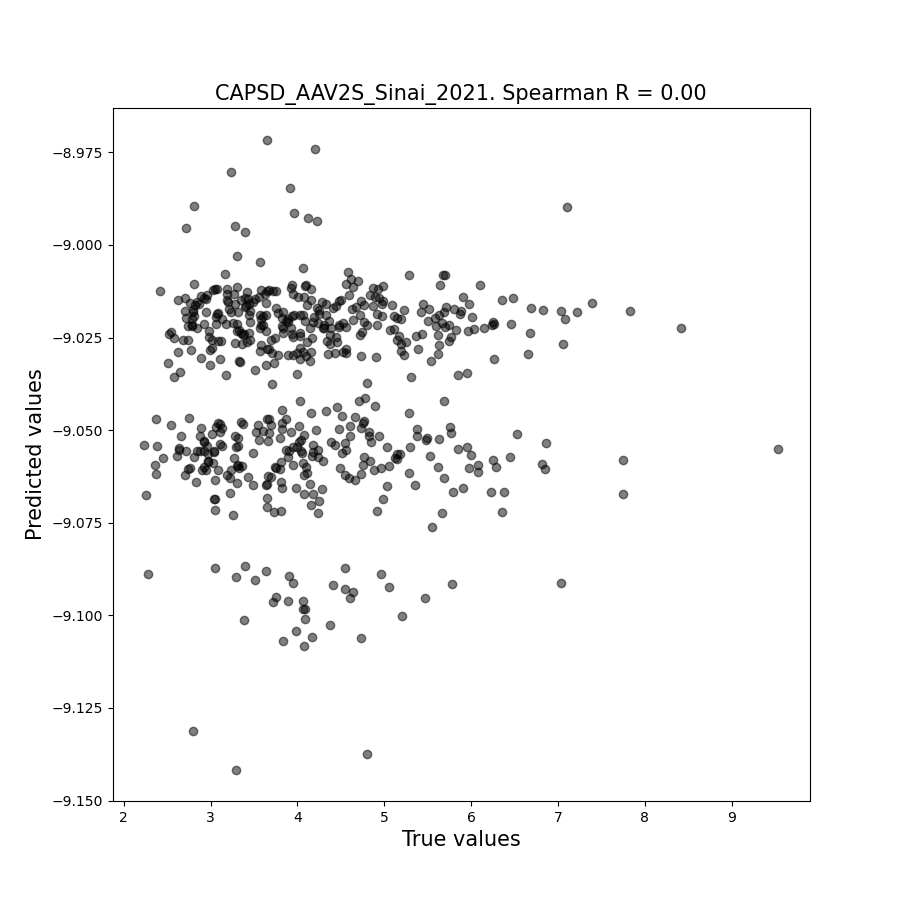 CAPSD_AAV2S_Sinai_2021. Spearman R = 0.00
Predicted values
−8.975
−9.000
−9.025
−9.050
−9.075
−9.100
−9.125
−9.150
2 3 4 5 6 7 8 9
True values